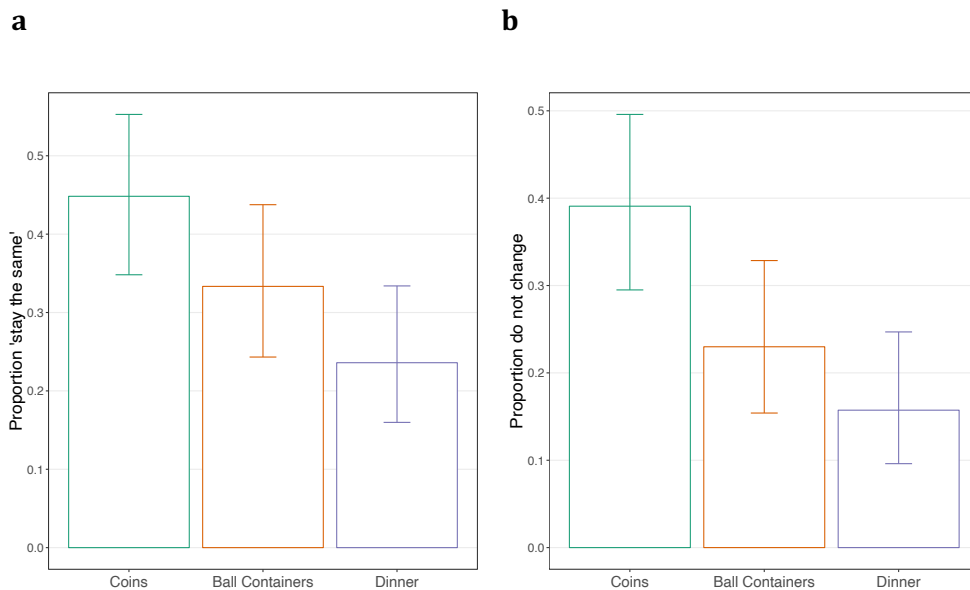 a
b
Proportion 'stay the same'
0.5
0.4
0.3
0.2
0.1
0.0
Coins
Ball Containers
Dinner
Proportion do not change
0.5
0.4
0.3
0.2
0.1
0.0
Coins
Ball Containers
Dinner